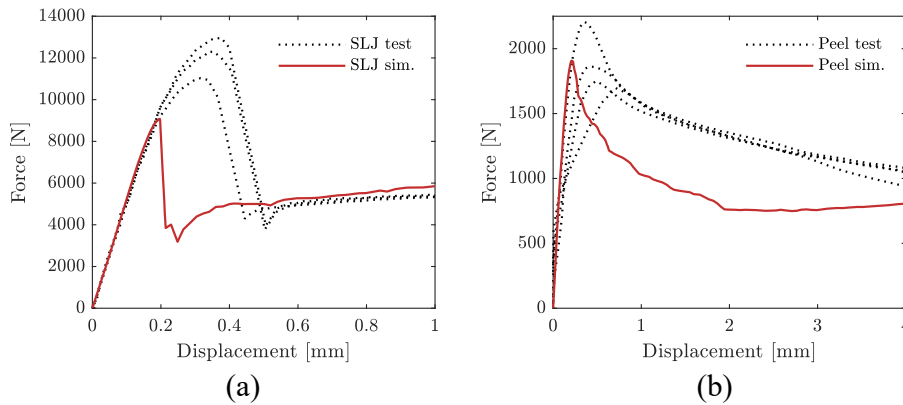 14000
12000
10000
8000
6000
4000
2000
0
Force [N]
0 0.2 0.4 0.6 0.8 1
Displacement [mm]
SLJ test
SLJ sim.
(a)
2000
1500
1000
500
0
Force [N]
0 1 2 3 4
Displacement [mm]
Peel test
Peel sim.
(b)